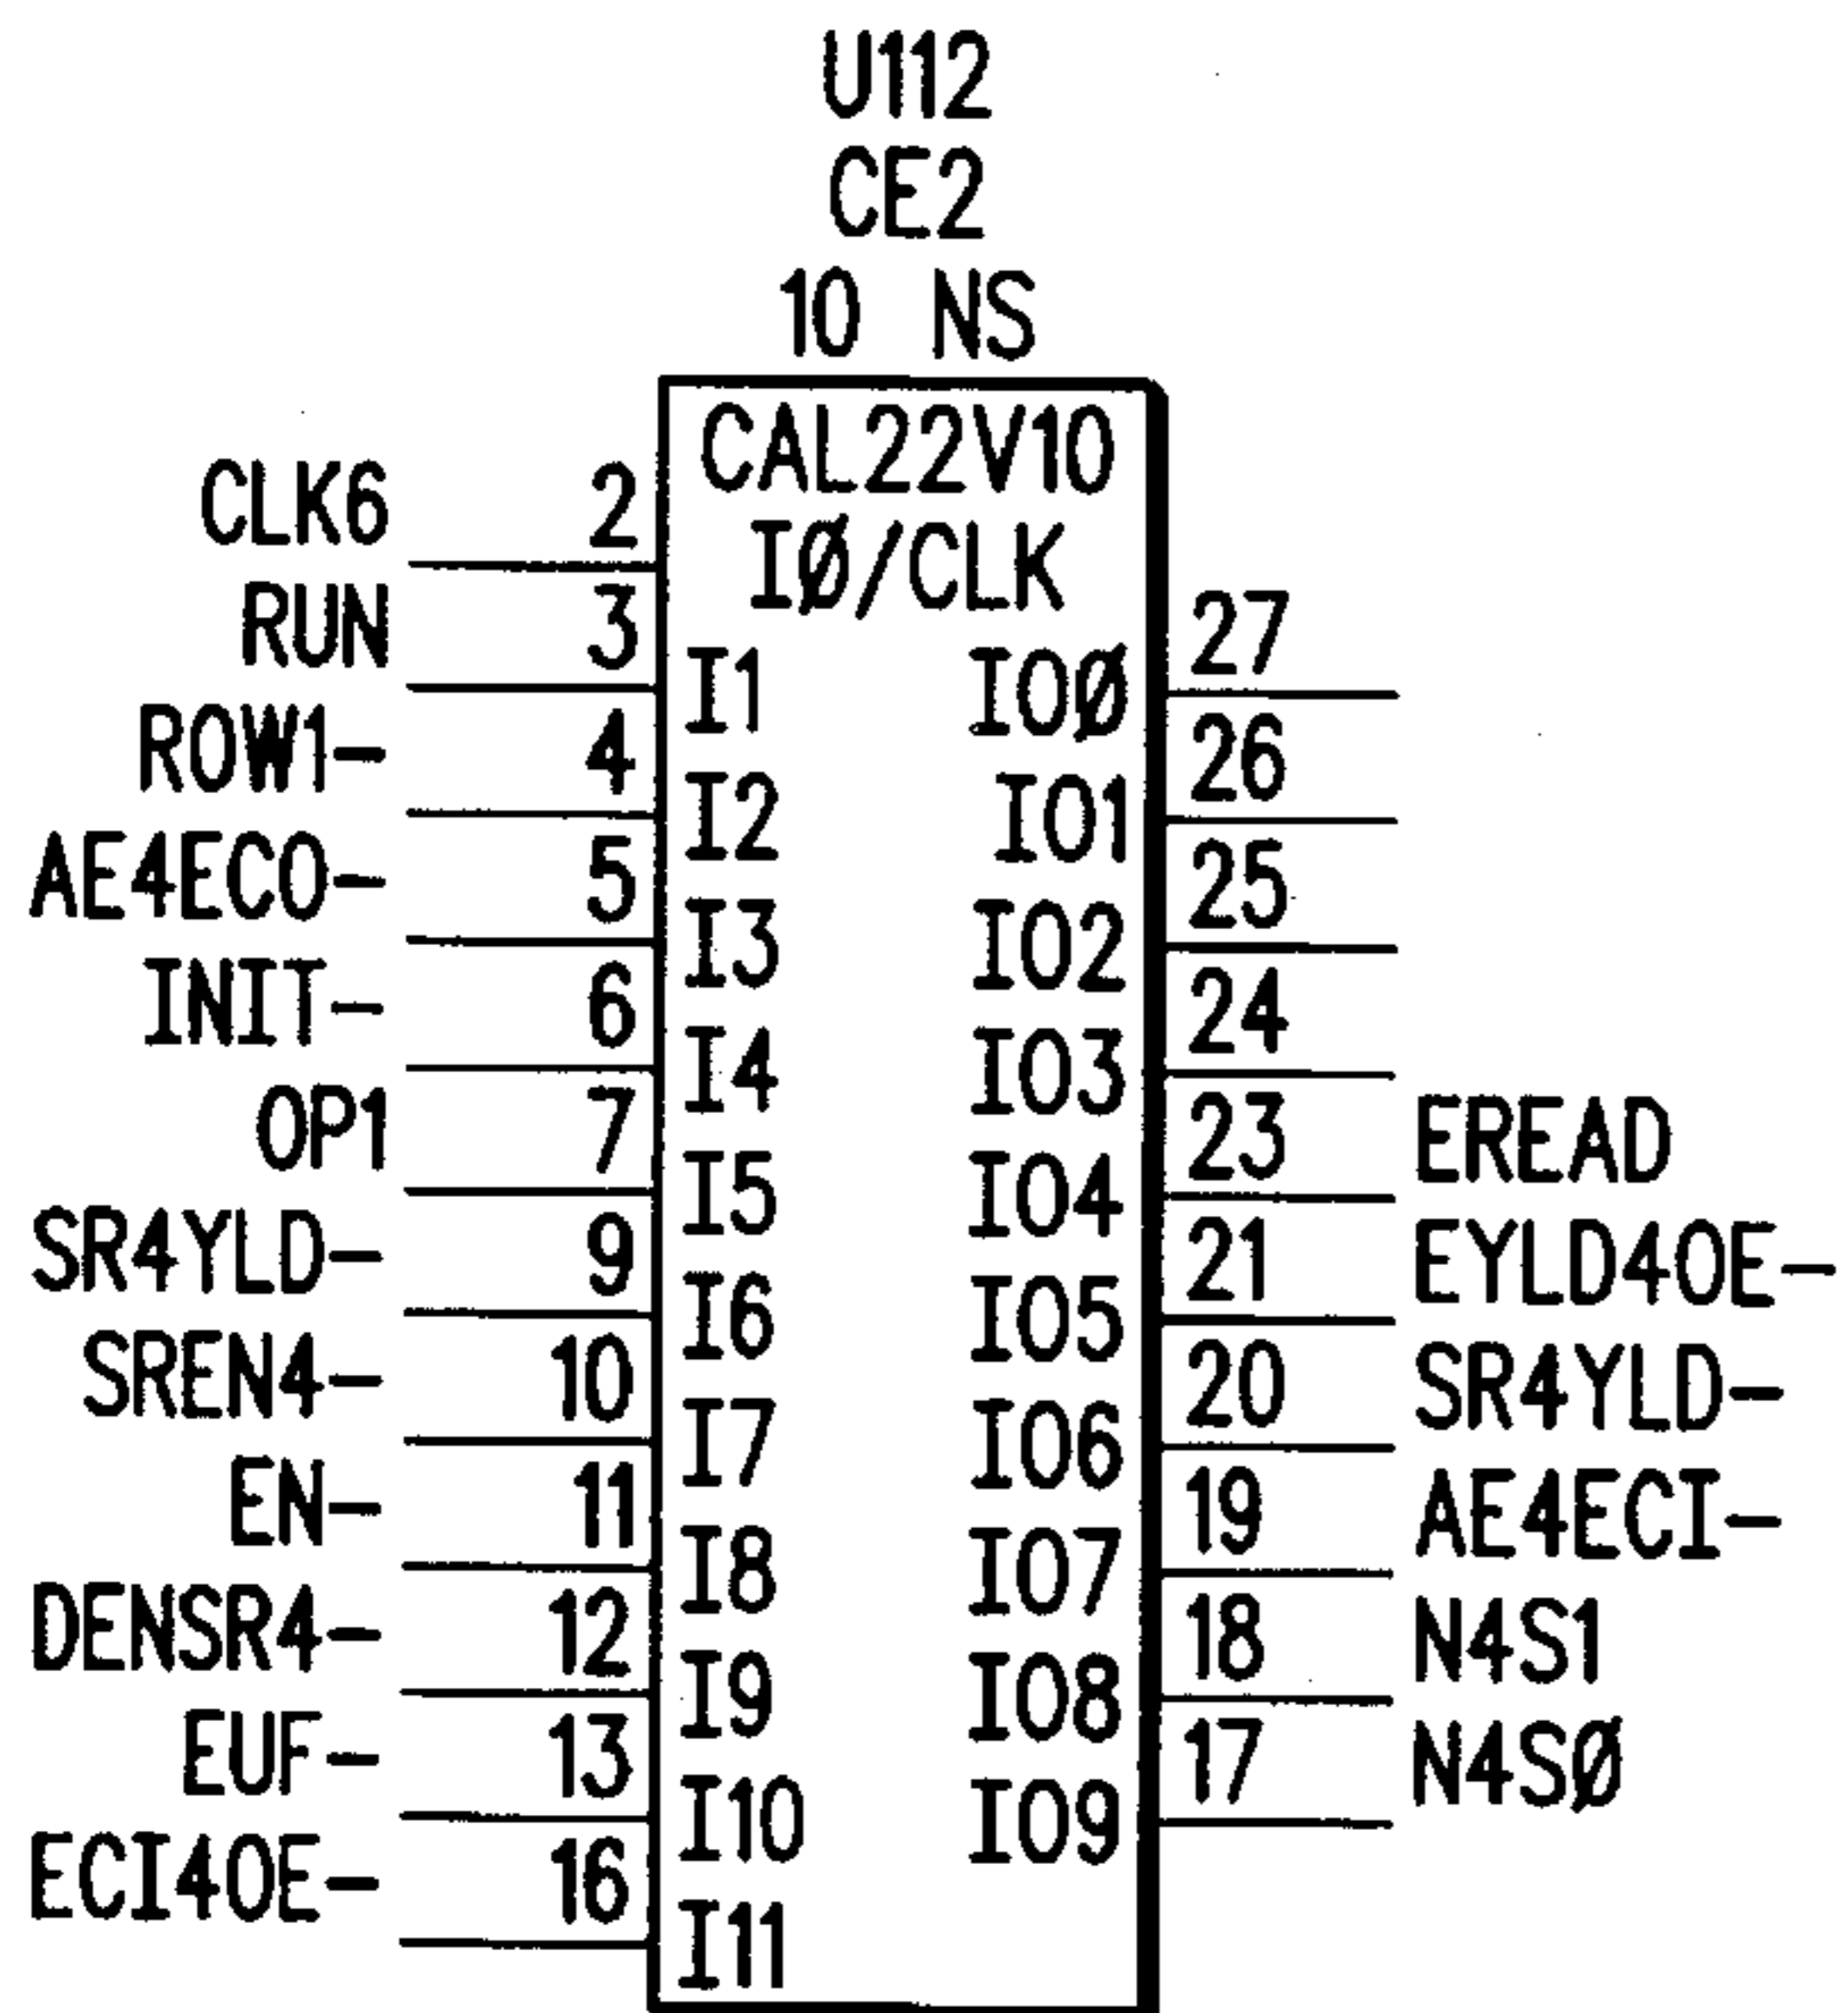 U112
CE2
10 NS
CAL22V10
CLK6 2 IØ/CLK
RUN 3 I1 IOØ 27
ROW1- 4 I2 IO1 26
AE4ECO- 5 I3 IO2 25
INIT- 6 I4 IO3 24
OP1 7 I5 IO4 23 EREAD
SR4YLD- 9 I6 IO5 21 EYLD4OE-
SREN4- 10 I7 IO6 20 SR4YLD-
EN- 11 I8 IO7 19 AE4ECI-
DENSR4- 12 I9 IO8 18 N4S1
EUF- 13 I10 IO9 17 N4SØ
ECI4OE- 16 I11